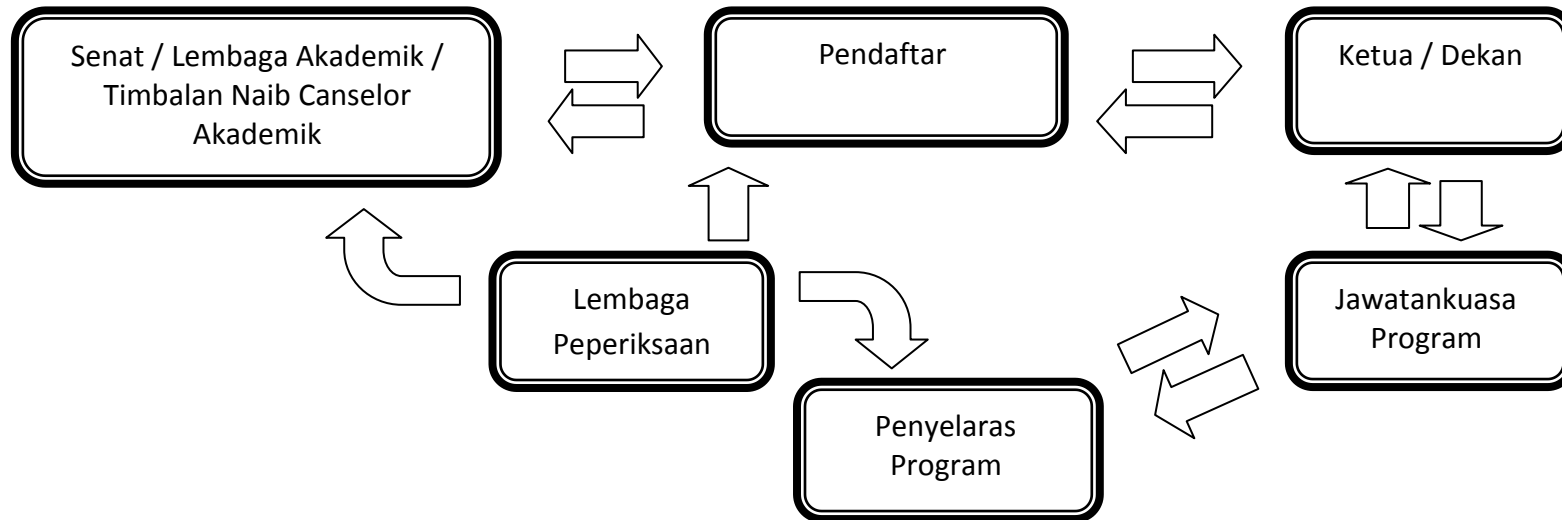 Senat / Lembaga Akademik /
Timbalan Naib Canselor
Akademik
Pendaftar
Ketua / Dekan
Lembaga
Peperiksaan
Jawatankuasa
Program
Penyelaras
Program